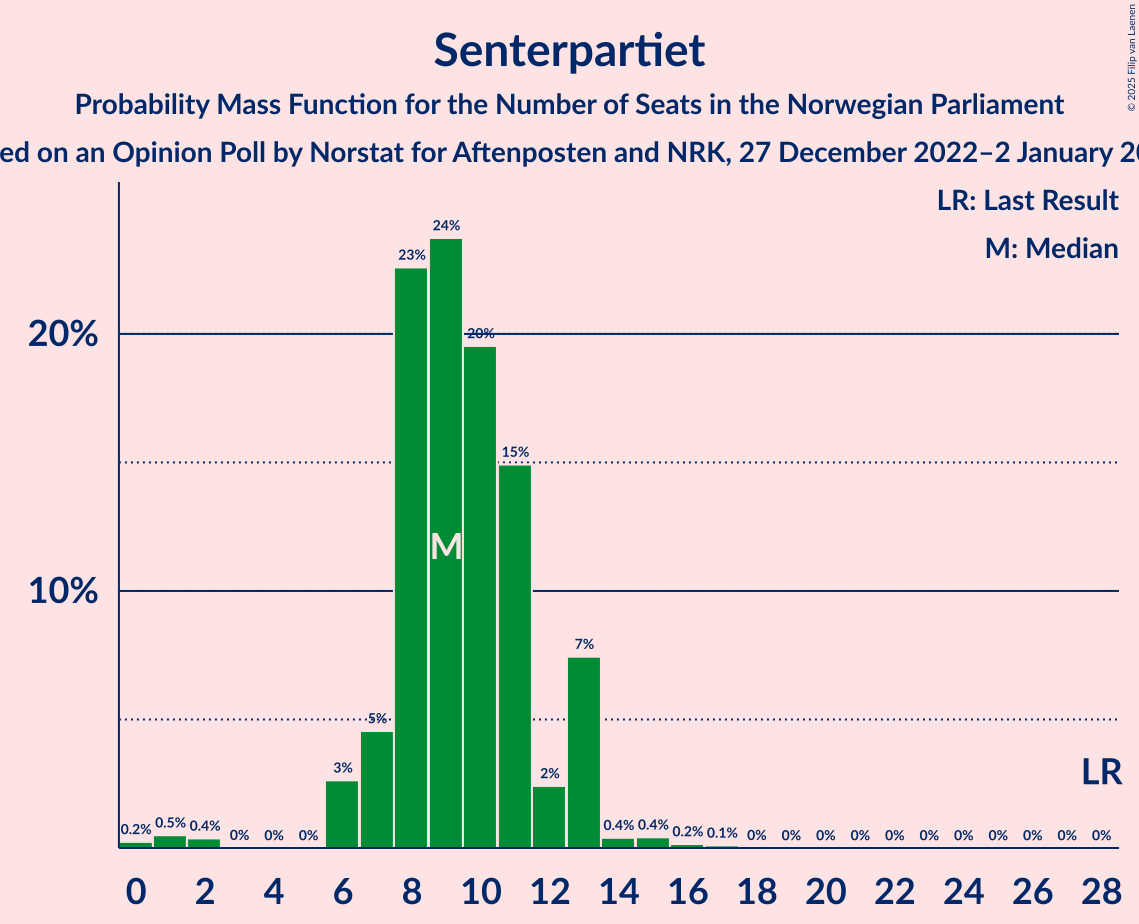 Senterpartiet
Probability Mass Function for the Number of Seats in the Norwegian Parliament
ed on an Opinion Poll by Norstat for Aftenposten and NRK, 27 December 2022–2 January 20
© 2025 Filip van Laenen
LR: Last Result
M: Median
24%
23%
20%
20%
15%
M
10%
7%
5%
LR
3%
2%
0.2% 0.5% 0.4% 0% 0% 0% 0.4% 0.4% 0.2% 0.1% 0% 0% 0% 0% 0% 0% 0% 0% 0% 0% 0%
0 2 4 6 8 10 12 14 16 18 20 22 24 26 28